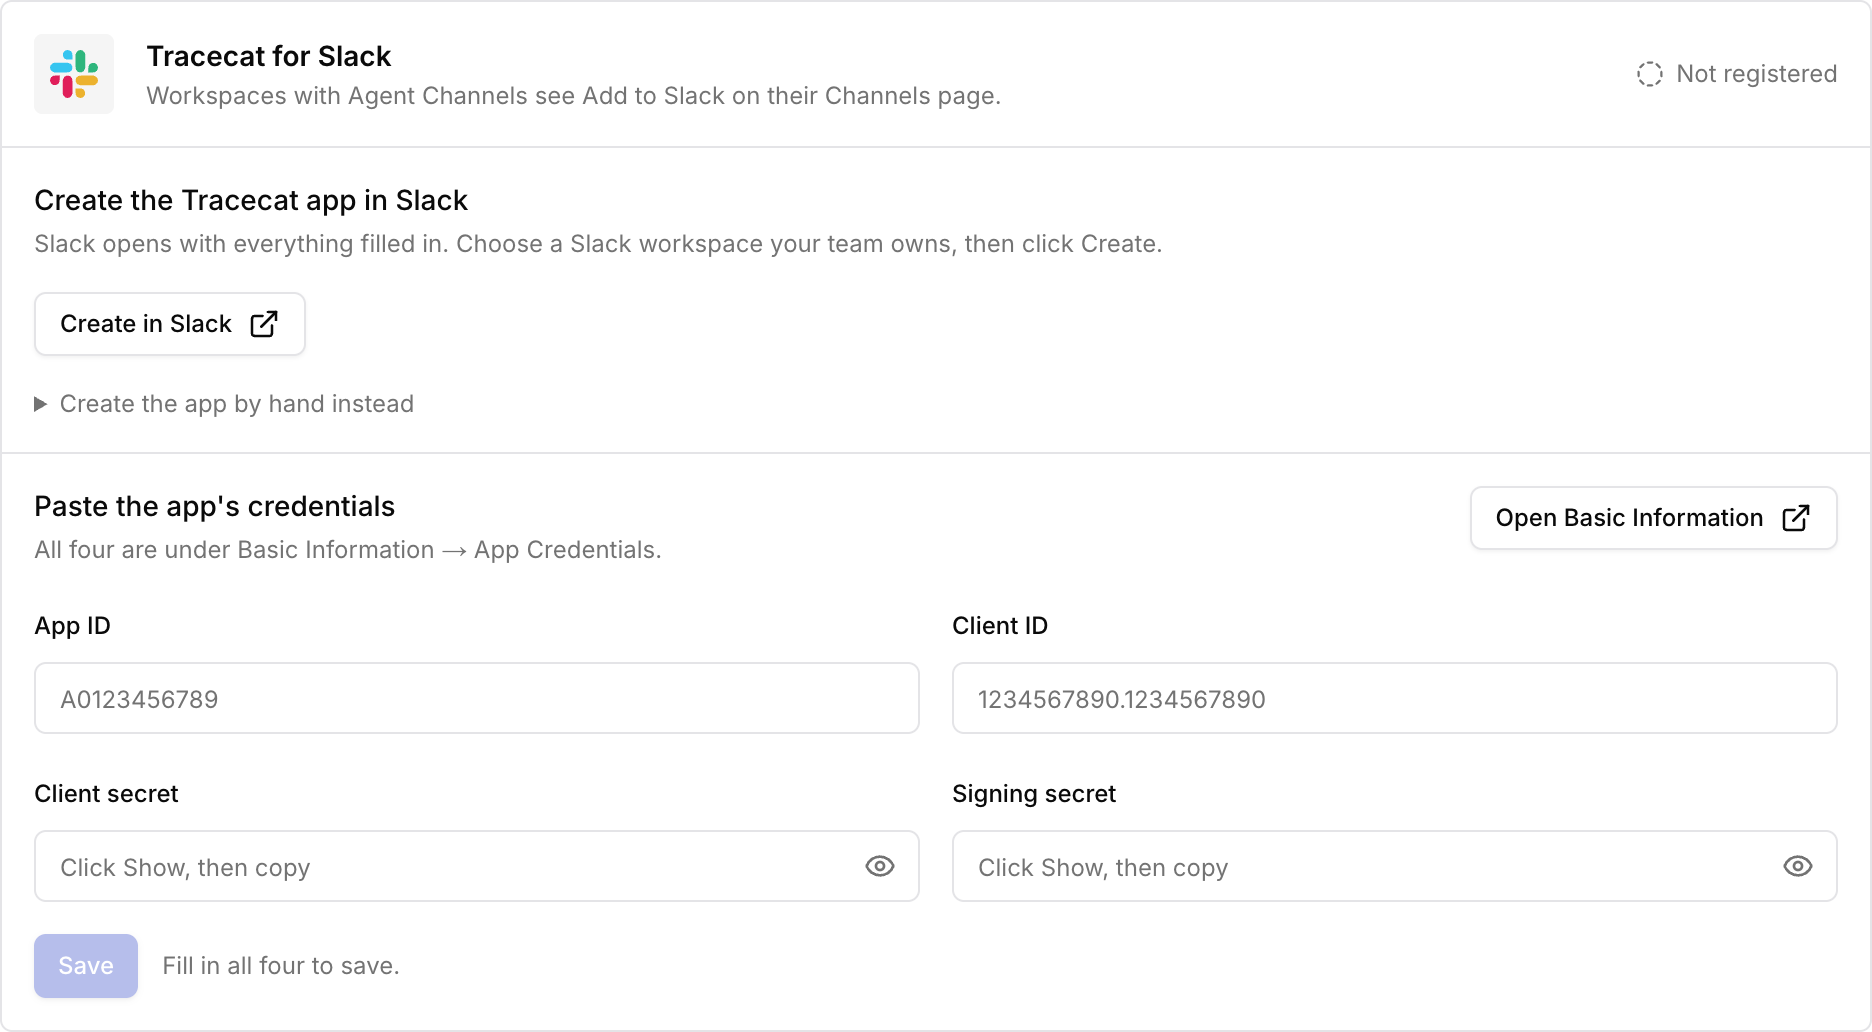 Tracecat for Slack
Workspaces with Agent Channels see Add to Slack on their Channels page.
Not registered
Create the Tracecat app in Slack
Slack opens with everything filled in. Choose a Slack workspace your team owns, then click Create.
Create in Slack
Create the app by hand instead
Paste the app's credentials
All four are under Basic Information → App Credentials.
Open Basic Information
App ID
Client ID
A0123456789
1234567890.1234567890
Client secret
Signing secret
Click Show, then copy
Click Show, then copy
Save
Fill in all four to save.